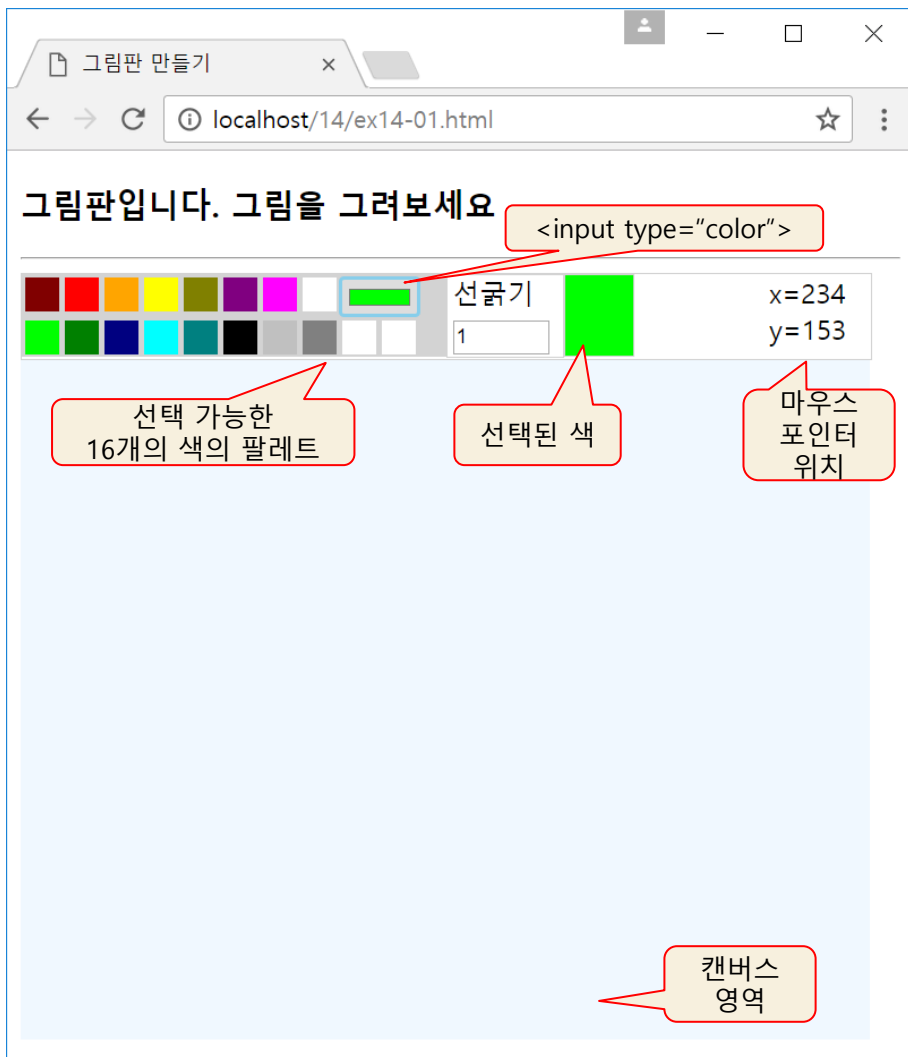 그림판 만들기
localhost/14/ex14-01.html
그림판입니다. 그림을 그려보세요
<input type="color">
선굵기
1
x=234
y=153
선택 가능한
16개의 색의 팔레트
선택된 색
마우스
포인터
위치
캔버스
영역